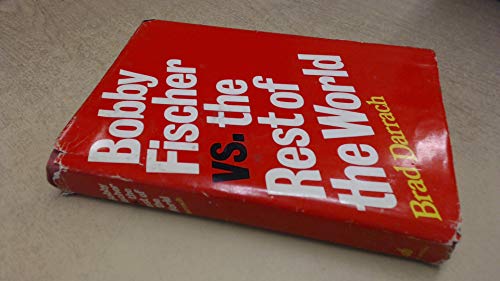 Bobby
Fischer
vs. the
Rest of
the World
Brad Darrach